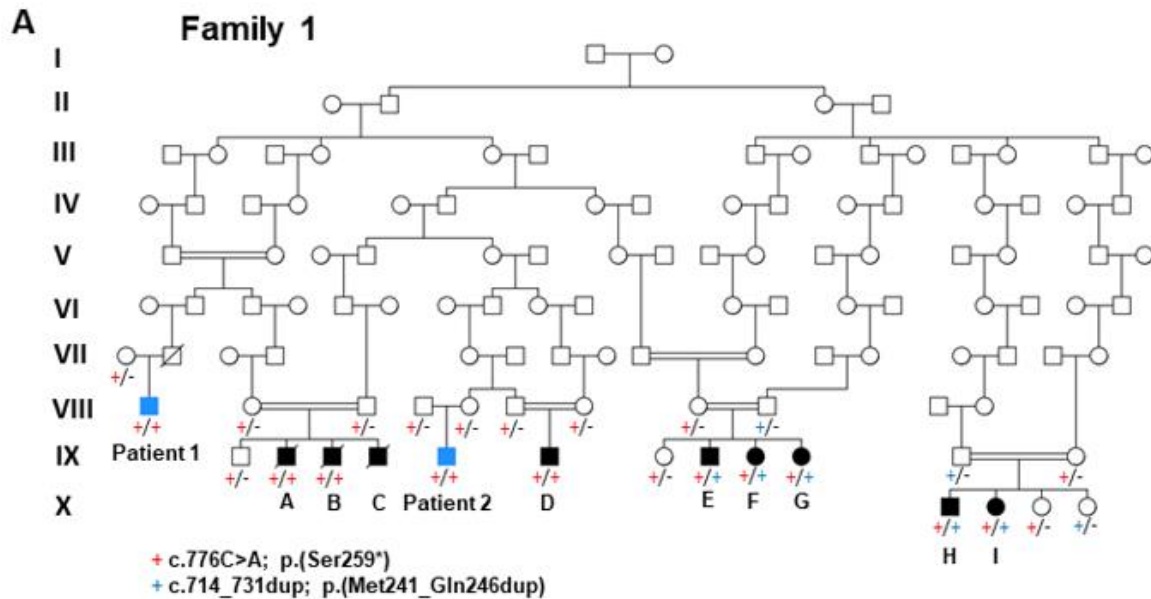 A
Family 1
I
II
III
IV
V
VI
VII
+/-
VIII
+/+ +/- +/- +/- +/- +/- +/- +/-
Patient 1
IX
+/- +/+ +/+ +/+ +/+ +/- +/+ +/+ +/+ +/- +/-
A B C Patient 2 D E F G
X
+/+ +/+ +/- +/-
H I
+ c.776C>A; p.(Ser259*)
+ c.714_731dup; p.(Met241_Gln246dup)